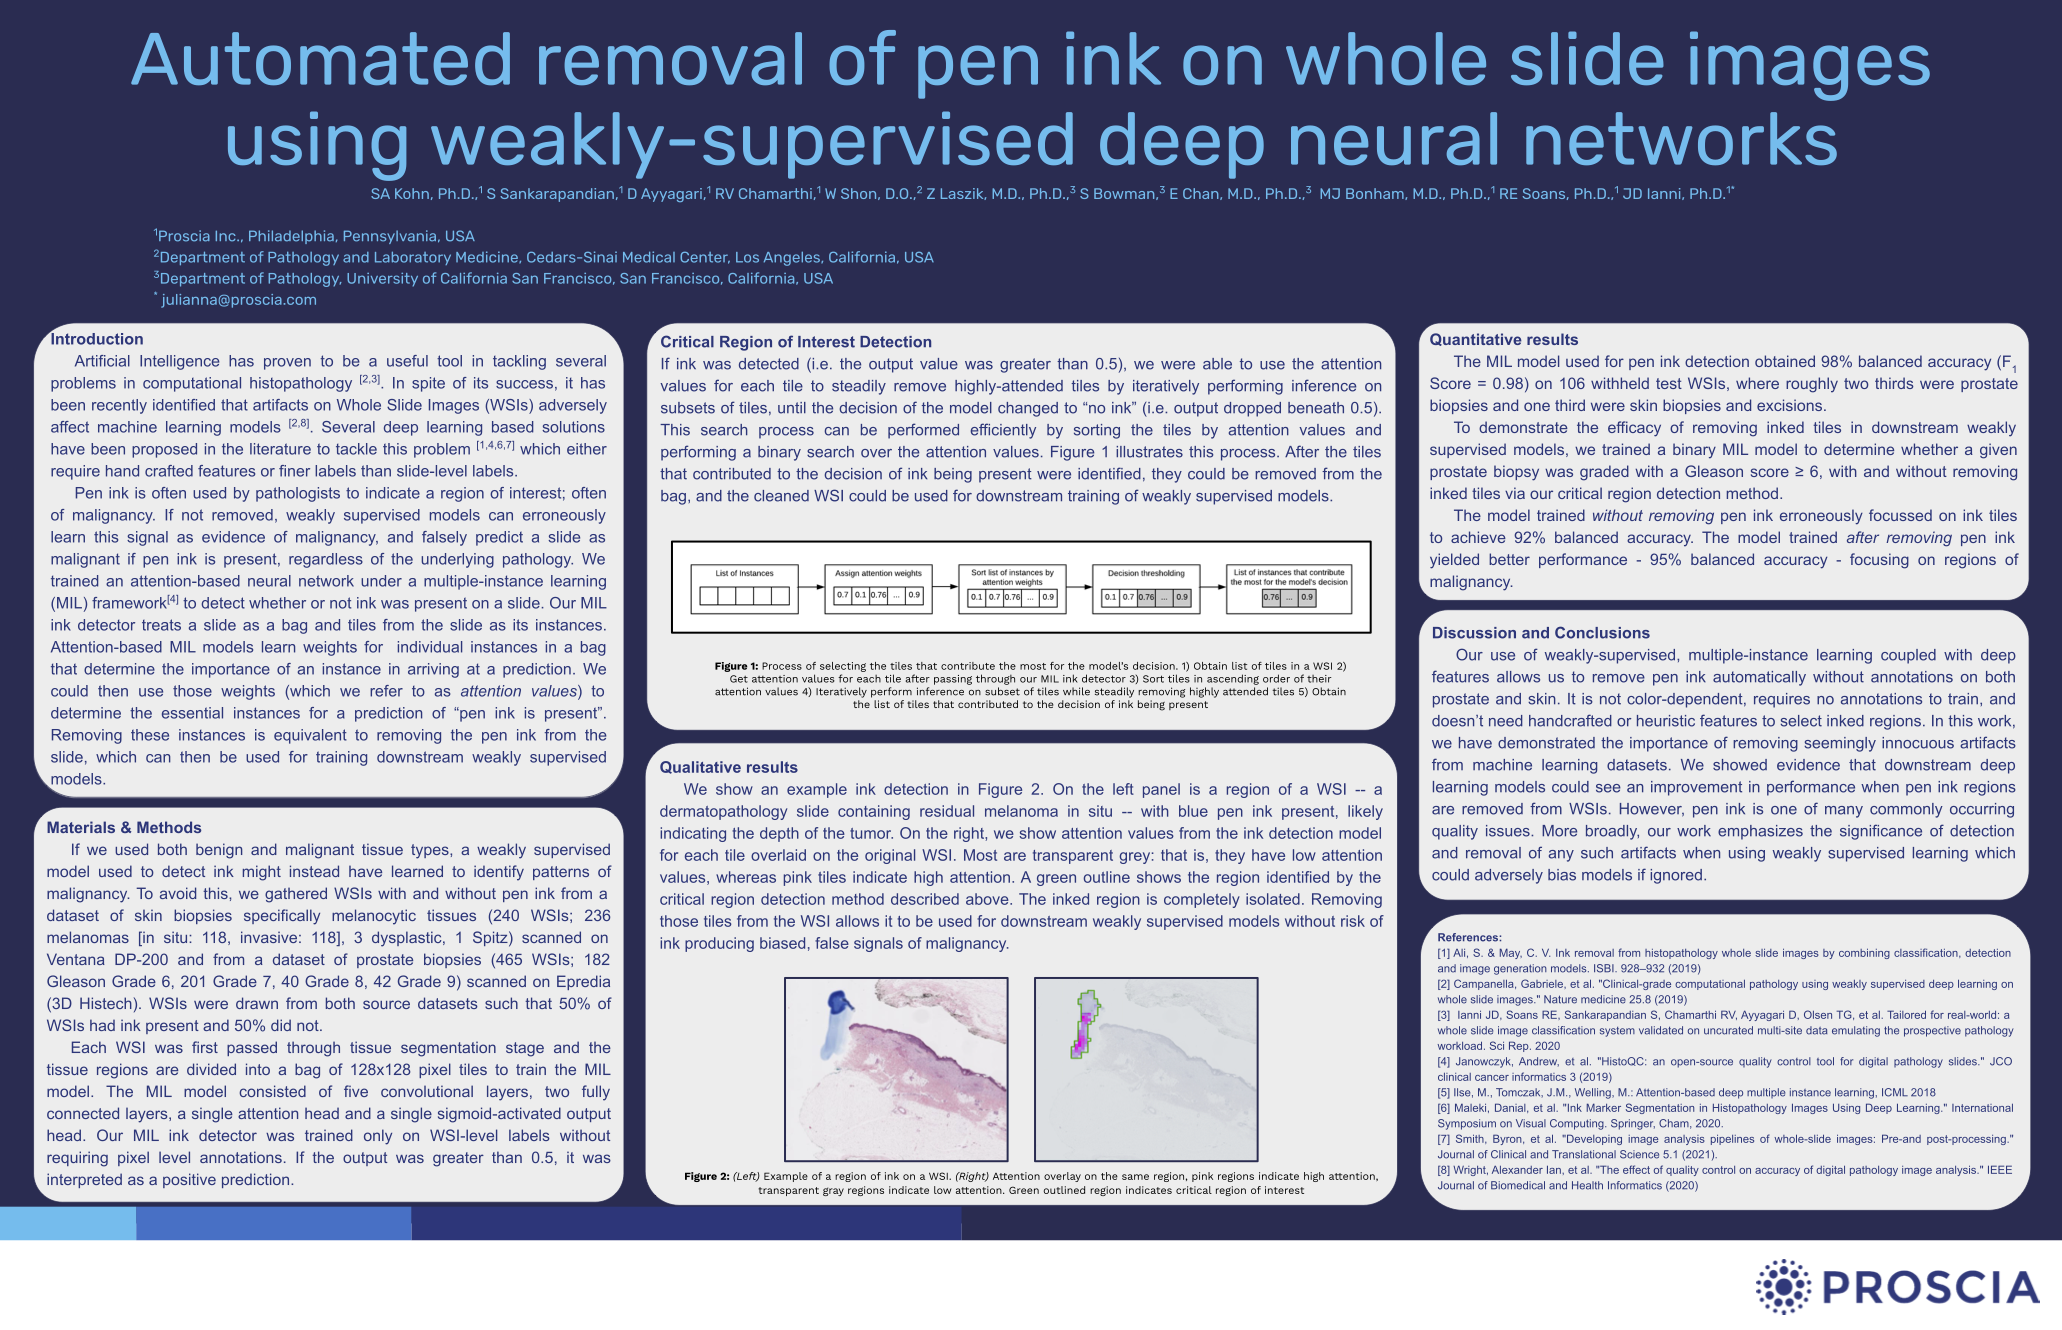 Automated removal of pen ink on whole slide images
using weakly-supervised deep neural networks
SA Kohn, Ph.D.,1 S Sankarapandian,1 D Ayyagari,1 RV Chamarthi,1 W Shon, D.O.,2 Z Laszik, M.D., Ph.D.,3 S Bowman,3 E Chan, M.D., Ph.D.,3 MJ Bonham, M.D., Ph.D.,1 RE Soans, Ph.D.,1 JD Ianni, Ph.D.1*
1Proscia Inc., Philadelphia, Pennsylvania, USA
2Department of Pathology and Laboratory Medicine, Cedars-Sinai Medical Center, Los Angeles, California, USA
3Department of Pathology, University of California San Francisco, San Francisco, California, USA
* julianna@proscia.com
Introduction
Artificial Intelligence has proven to be a useful tool in tackling several
problems in computational histopathology [2,3]. In spite of its success, it has
been recently identified that artifacts on Whole Slide Images (WSIs) adversely
affect machine learning models [2,8]. Several deep learning based solutions
have been proposed in the literature to tackle this problem [1,4,6,7] which either
require hand crafted features or finer labels than slide-level labels.
Pen ink is often used by pathologists to indicate a region of interest; often
of malignancy. If not removed, weakly supervised models can erroneously
learn this signal as evidence of malignancy, and falsely predict a slide as
malignant if pen ink is present, regardless of the underlying pathology. We
trained an attention-based neural network under a multiple-instance learning
(MIL) framework[4] to detect whether or not ink was present on a slide. Our MIL
ink detector treats a slide as a bag and tiles from the slide as its instances.
Attention-based MIL models learn weights for individual instances in a bag
that determine the importance of an instance in arriving at a prediction. We
could then use those weights (which we refer to as attention values) to
determine the essential instances for a prediction of “pen ink is present”.
Removing these instances is equivalent to removing the pen ink from the
slide, which can then be used for training downstream weakly supervised
models.
Materials & Methods
If we used both benign and malignant tissue types, a weakly supervised
model used to detect ink might instead have learned to identify patterns of
malignancy. To avoid this, we gathered WSIs with and without pen ink from a
dataset of skin biopsies specifically melanocytic tissues (240 WSIs; 236
melanomas [in situ: 118, invasive: 118], 3 dysplastic, 1 Spitz) scanned on
Ventana DP-200 and from a dataset of prostate biopsies (465 WSIs; 182
Gleason Grade 6, 201 Grade 7, 40 Grade 8, 42 Grade 9) scanned on Epredia
(3D Histech). WSIs were drawn from both source datasets such that 50% of
WSIs had ink present and 50% did not.
Each WSI was first passed through tissue segmentation stage and the
tissue regions are divided into a bag of 128x128 pixel tiles to train the MIL
model. The MIL model consisted of five convolutional layers, two fully
connected layers, a single attention head and a single sigmoid-activated output
head. Our MIL ink detector was trained only on WSI-level labels without
requiring pixel level annotations. If the output was greater than 0.5, it was
interpreted as a positive prediction.
Critical Region of Interest Detection
If ink was detected (i.e. the output value was greater than 0.5), we were able to use the attention
values for each tile to steadily remove highly-attended tiles by iteratively performing inference on
subsets of tiles, until the decision of the model changed to “no ink” (i.e. output dropped beneath 0.5).
This search process can be performed efficiently by sorting the tiles by attention values and
performing a binary search over the attention values. Figure 1 illustrates this process. After the tiles
that contributed to the decision of ink being present were identified, they could be removed from the
bag, and the cleaned WSI could be used for downstream training of weakly supervised models.
List of Instances
Assign attention weights
0.7 0.1 0.76 ... 0.9
Sort list of instances by
attention weights
0.1 0.7 0.76 ... 0.9
Decision thresholding
0.1 0.7 0.76 ... 0.9
List of instances that contribute
the most for the model's decision
0.76 ... 0.9
Figure 1: Process of selecting the tiles that contribute the most for the model's decision. 1) Obtain list of tiles in a WSI 2)
Get attention values for each tile after passing through our MIL ink detector 3) Sort tiles in ascending order of their
attention values 4) Iteratively perform inference on subset of tiles while steadily removing highly attended tiles 5) Obtain
the list of tiles that contributed to the decision of ink being present
Qualitative results
We show an example ink detection in Figure 2. On the left panel is a region of a WSI -- a
dermatopathology slide containing residual melanoma in situ -- with blue pen ink present, likely
indicating the depth of the tumor. On the right, we show attention values from the ink detection model
for each tile overlaid on the original WSI. Most are transparent grey: that is, they have low attention
values, whereas pink tiles indicate high attention. A green outline shows the region identified by the
critical region detection method described above. The inked region is completely isolated. Removing
those tiles from the WSI allows it to be used for downstream weakly supervised models without risk of
ink producing biased, false signals of malignancy.
Figure 2: (Left) Example of a region of ink on a WSI. (Right) Attention overlay on the same region, pink regions indicate high attention,
transparent gray regions indicate low attention. Green outlined region indicates critical region of interest
Quantitative results
The MIL model used for pen ink detection obtained 98% balanced accuracy (F1
Score = 0.98) on 106 withheld test WSIs, where roughly two thirds were prostate
biopsies and one third were skin biopsies and excisions.
To demonstrate the efficacy of removing inked tiles in downstream weakly
supervised models, we trained a binary MIL model to determine whether a given
prostate biopsy was graded with a Gleason score ≥ 6, with and without removing
inked tiles via our critical region detection method.
The model trained without removing pen ink erroneously focussed on ink tiles
to achieve 92% balanced accuracy. The model trained after removing pen ink
yielded better performance - 95% balanced accuracy - focusing on regions of
malignancy.
Discussion and Conclusions
Our use of weakly-supervised, multiple-instance learning coupled with deep
features allows us to remove pen ink automatically without annotations on both
prostate and skin. It is not color-dependent, requires no annotations to train, and
doesn't need handcrafted or heuristic features to select inked regions. In this work,
we have demonstrated the importance of removing seemingly innocuous artifacts
from machine learning datasets. We showed evidence that downstream deep
learning models could see an improvement in performance when pen ink regions
are removed from WSIs. However, pen ink is one of many commonly occurring
quality issues. More broadly, our work emphasizes the significance of detection
and removal of any such artifacts when using weakly supervised learning which
could adversely bias models if ignored.
References:
[1] Ali, S. & May, C. V. Ink removal from histopathology whole slide images by combining classification, detection
and image generation models. ISBI. 928–932 (2019)
[2] Campanella, Gabriele, et al. "Clinical-grade computational pathology using weakly supervised deep learning on
whole slide images." Nature medicine 25.8 (2019)
[3] Ianni JD, Soans RE, Sankarapandian S, Chamarthi RV, Ayyagari D, Olsen TG, et al. Tailored for real-world: a
whole slide image classification system validated on uncurated multi-site data emulating the prospective pathology
workload. Sci Rep. 2020
[4] Janowczyk, Andrew, et al. "HistoQC: an open-source quality control tool for digital pathology slides." JCO
clinical cancer informatics 3 (2019)
[5] Ilse, M., Tomczak, J.M., Welling, M.: Attention-based deep multiple instance learning, ICML 2018
[6] Maleki, Danial, et al. "Ink Marker Segmentation in Histopathology Images Using Deep Learning." International
Symposium on Visual Computing. Springer, Cham, 2020.
[7] Smith, Byron, et al. "Developing image analysis pipelines of whole-slide images: Pre-and post-processing."
Journal of Clinical and Translational Science 5.1 (2021).
[8] Wright, Alexander Ian, et al. "The effect of quality control on accuracy of digital pathology image analysis." IEEE
Journal of Biomedical and Health Informatics (2020)
PROSCIA